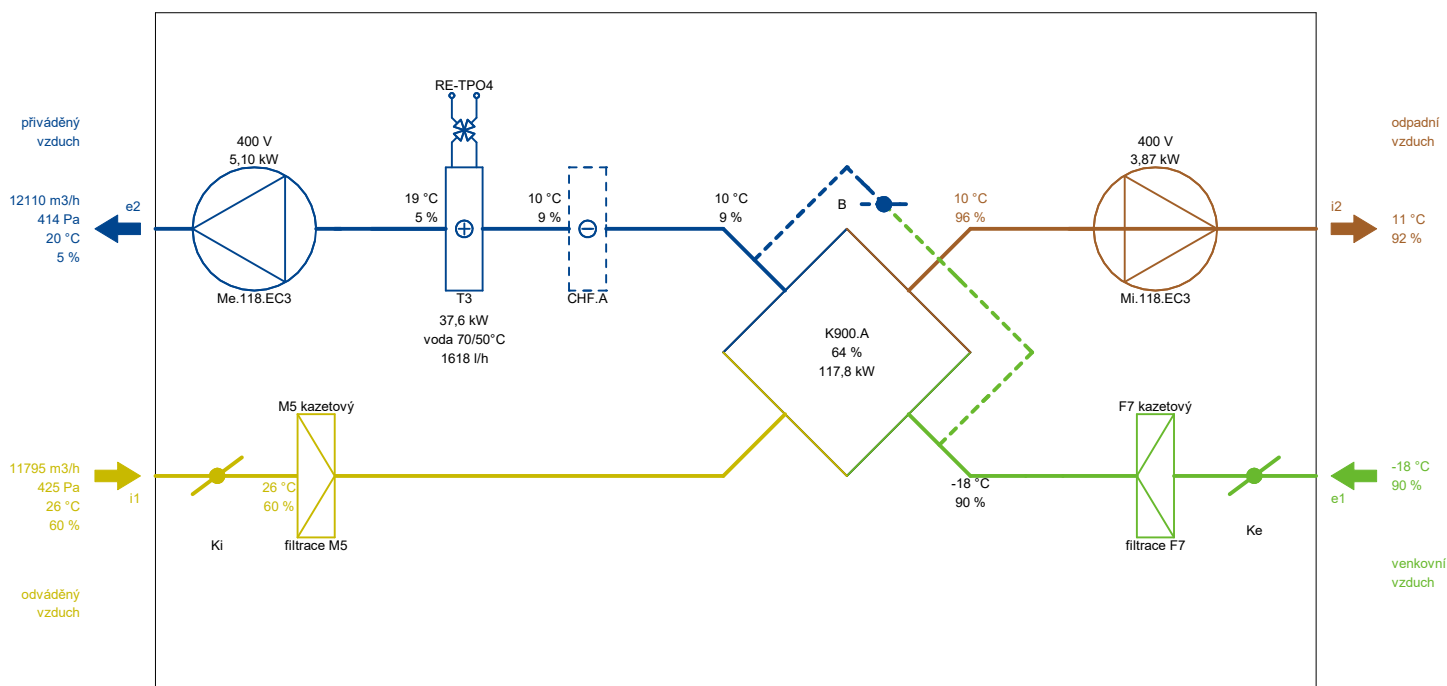 RE-TPO4
přiváděný
vzduch
400 V
5,10 kW
400 V
3,87 kW
odpadní
vzduch
12110 m3/h
414 Pa
20 °C
5 %
e2
19 °C
5 %
10 °C
9 %
10 °C
9 %
B
10 °C
96 %
i2
11 °C
92 %
Me.118.EC3
T3
CHF.A
Mi.118.EC3
37,6 kW
voda 70/50°C
1618 l/h
K900.A
64 %
117,8 kW
M5 kazetový
F7 kazetový
11795 m3/h
425 Pa
26 °C
60 %
i1
26 °C
60 %
-18 °C
90 %
-18 °C
90 %
e1
Ki
filtrace M5
filtrace F7
Ke
odváděný
vzduch
venkovní
vzduch